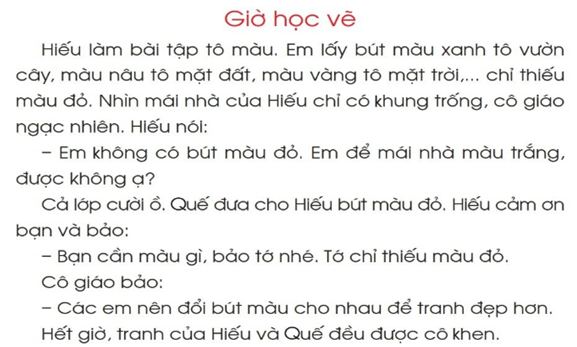 Giờ học vẽ
Hiếu làm bài tập tô màu. Em lấy bút màu xanh tô vườn
cây, màu nâu tô mặt đất, màu vàng tô mặt trời,... chỉ thiếu
màu đỏ. Nhìn mái nhà của Hiếu chỉ có khung trống, cô giáo
ngạc nhiên. Hiếu nói:
– Em không có bút màu đỏ. Em để mái nhà màu trắng,
được không ạ?
Cả lớp cười ồ. Quế đưa cho Hiếu bút màu đỏ. Hiếu cảm ơn
bạn và bảo:
– Bạn cần màu gì, bảo tớ nhé. Tớ chỉ thiếu màu đỏ.
Cô giáo bảo:
– Các em nên đổi bút màu cho nhau để tranh đẹp hơn.
Hết giờ, tranh của Hiếu và Quế đều được cô khen.